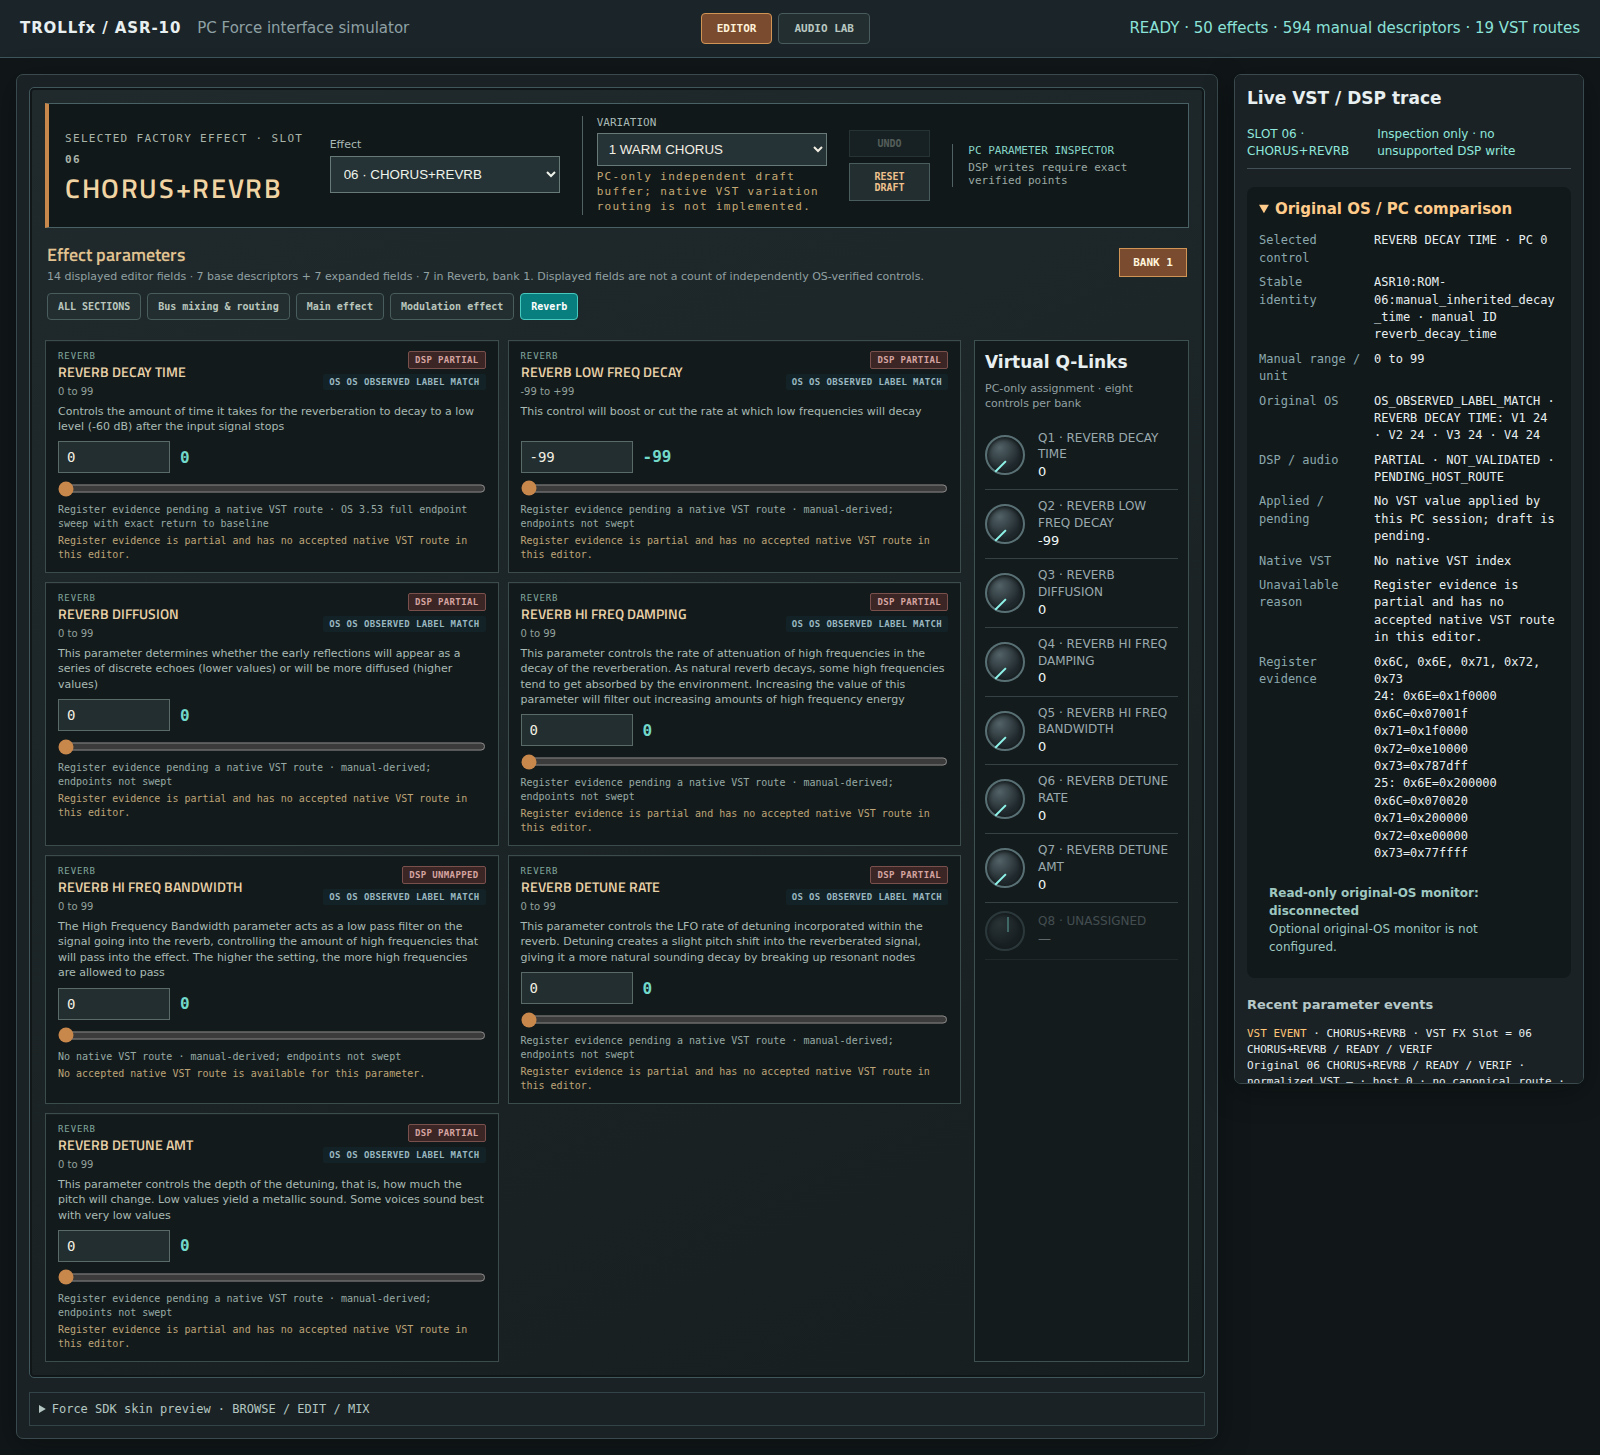 TROLLfx / ASR-10 PC Force interface simulator
EDITOR
AUDIO LAB
READY · 50 effects · 594 manual descriptors · 19 VST routes
SELECTED FACTORY EFFECT · SLOT
06
CHORUS+REVRB
Effect
06 · CHORUS+REVRB
VARIATION
1 WARM CHORUS
PC-only independent draft
buffer; native VST variation
routing is not implemented.
UNDO
RESET
DRAFT
PC PARAMETER INSPECTOR
DSP writes require exact
verified points
Effect parameters
14 displayed editor fields · 7 base descriptors + 7 expanded fields · 7 in Reverb, bank 1. Displayed fields are not a count of independently OS-verified controls.
BANK 1
ALL SECTIONS
Bus mixing & routing
Main effect
Modulation effect
Reverb
REVERB
REVERB DECAY TIME
0 to 99
DSP PARTIAL
OS OS OBSERVED LABEL MATCH
Controls the amount of time it takes for the reverberation to decay to a low
level (-60 dB) after the input signal stops
0
0
Register evidence pending a native VST route · OS 3.53 full endpoint
sweep with exact return to baseline
Register evidence is partial and has no accepted native VST route in
this editor.
REVERB
REVERB LOW FREQ DECAY
-99 to +99
DSP PARTIAL
OS OS OBSERVED LABEL MATCH
This control will boost or cut the rate at which low frequencies will decay
-99
-99
Register evidence pending a native VST route · manual-derived;
endpoints not swept
Register evidence is partial and has no accepted native VST route in
this editor.
REVERB
REVERB DIFFUSION
0 to 99
DSP PARTIAL
OS OS OBSERVED LABEL MATCH
This parameter determines whether the early reflections will appear as a
series of discrete echoes (lower values) or will be more diffused (higher
values)
0
0
Register evidence pending a native VST route · manual-derived;
endpoints not swept
Register evidence is partial and has no accepted native VST route in
this editor.
REVERB
REVERB HI FREQ DAMPING
0 to 99
DSP PARTIAL
OS OS OBSERVED LABEL MATCH
This parameter controls the rate of attenuation of high frequencies in the
decay of the reverberation. As natural reverb decays, some high frequencies
tend to get absorbed by the environment. Increasing the value of this
parameter will filter out increasing amounts of high frequency energy
0
0
Register evidence pending a native VST route · manual-derived;
endpoints not swept
Register evidence is partial and has no accepted native VST route in
this editor.
REVERB
REVERB HI FREQ BANDWIDTH
0 to 99
DSP UNMAPPED
OS OS OBSERVED LABEL MATCH
The High Frequency Bandwidth parameter acts as a low pass filter on the
signal going into the reverb, controlling the amount of high frequencies that
will pass into the effect. The higher the setting, the more high frequencies
are allowed to pass
0
0
No native VST route · manual-derived; endpoints not swept
No accepted native VST route is available for this parameter.
REVERB
REVERB DETUNE RATE
0 to 99
DSP PARTIAL
OS OS OBSERVED LABEL MATCH
This parameter controls the LFO rate of detuning incorporated within the
reverb. Detuning creates a slight pitch shift into the reverberated signal,
giving it a more natural sounding decay by breaking up resonant nodes
0
0
Register evidence pending a native VST route · manual-derived;
endpoints not swept
Register evidence is partial and has no accepted native VST route in
this editor.
REVERB
REVERB DETUNE AMT
0 to 99
DSP PARTIAL
OS OS OBSERVED LABEL MATCH
This parameter controls the depth of the detuning, that is, how much the
pitch will change. Low values yield a metallic sound. Some voices sound best
with very low values
0
0
Register evidence pending a native VST route · manual-derived;
endpoints not swept
Register evidence is partial and has no accepted native VST route in
this editor.
Virtual Q-Links
PC-only assignment · eight
controls per bank
Q1 · REVERB DECAY
TIME
0
Q2 · REVERB LOW
FREQ DECAY
-99
Q3 · REVERB
DIFFUSION
0
Q4 · REVERB HI FREQ
DAMPING
0
Q5 · REVERB HI FREQ
BANDWIDTH
0
Q6 · REVERB DETUNE
RATE
0
Q7 · REVERB DETUNE
AMT
0
Q8 · UNASSIGNED
—
Force SDK skin preview · BROWSE / EDIT / MIX
Live VST / DSP trace
SLOT 06 ·
CHORUS+REVRB
Inspection only · no
unsupported DSP write
Original OS / PC comparison
Selected
control
REVERB DECAY TIME · PC 0
Stable
identity
ASR10:ROM-
06:manual_inherited_decay
_time · manual ID
reverb_decay_time
Manual range /
unit
0 to 99
Original OS
OS_OBSERVED_LABEL_MATCH ·
REVERB DECAY TIME: V1 24
· V2 24 · V3 24 · V4 24
DSP / audio
PARTIAL · NOT_VALIDATED ·
PENDING_HOST_ROUTE
Applied /
pending
No VST value applied by
this PC session; draft is
pending.
Native VST
No native VST index
Unavailable
reason
Register evidence is
partial and has no
accepted native VST route
in this editor.
Register
evidence
0x6C, 0x6E, 0x71, 0x72,
0x73
24: 0x6E=0x1f0000
0x6C=0x07001f
0x71=0x1f0000
0x72=0xe10000
0x73=0x787dff
25: 0x6E=0x200000
0x6C=0x070020
0x71=0x200000
0x72=0xe00000
0x73=0x77ffff
Read-only original-OS monitor:
disconnected
Optional original-OS monitor is not
configured.
Recent parameter events
VST EVENT · CHORUS+REVRB · VST FX Slot = 06
CHORUS+REVRB / READY / VERIF
Original 06 CHORUS+REVRB / READY / VERIF ·
normalized VST — · host 0 · no canonical route ·